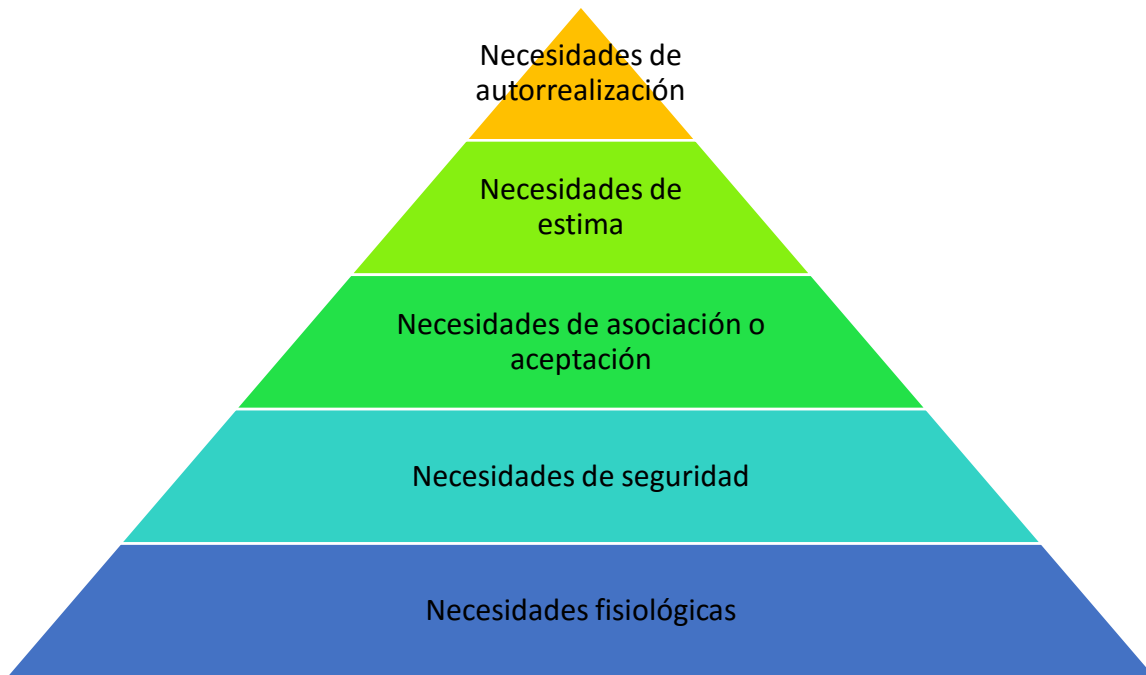 Necesidades de
autorrealización
Necesidades de
estima
Necesidades de asociación o
aceptación
Necesidades de seguridad
Necesidades fisiológicas